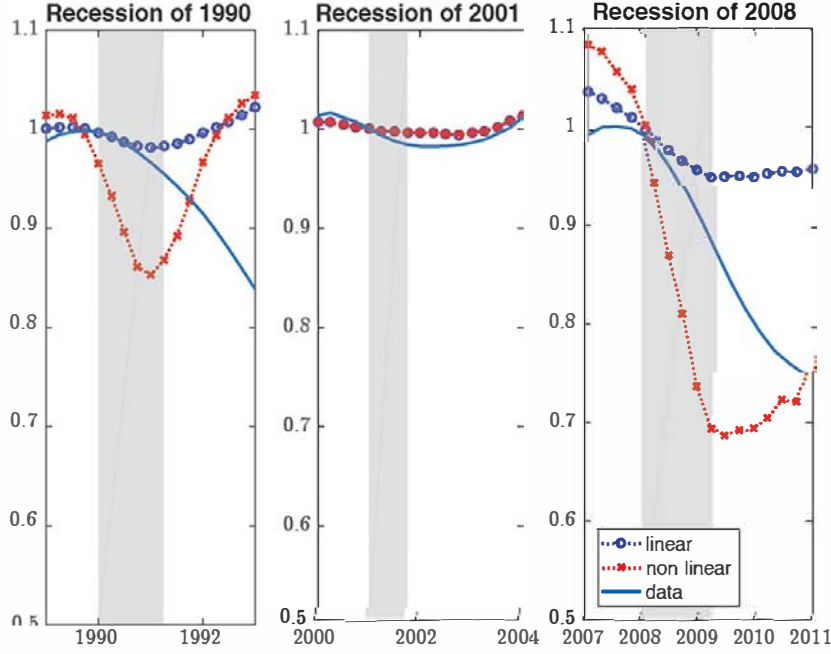 Recession of 1990
1.1
1
0.9
0.8
0.7
0.6
0.5
1990 1992
Recession of 2001
1.1
1
0.9
0.8
0.7
0.6
0.5
2000 2002 2004
Recession of 2008
1.1
1
0.9
0.8
0.7
0.6
0.5
2007 2008 2009 2010 2011
linear
non linear
data